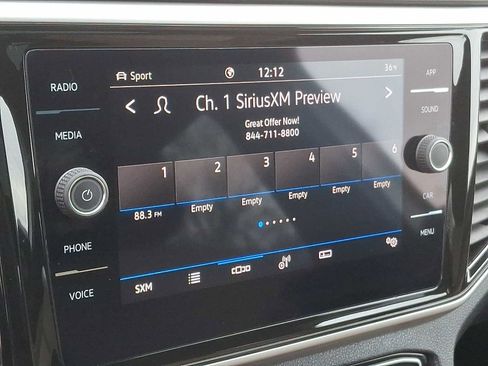 RADIO
MEDIA
PHONE
VOICE
Sport
12:12
36°F
Ch. 1 SiriusXM Preview
Great Offer Now!
844-711-8800
1 2 3 4 5 6
88.3 FM Empty Empty Empty Empty Empty
SXM
APP
SOUND
CAR
MENU